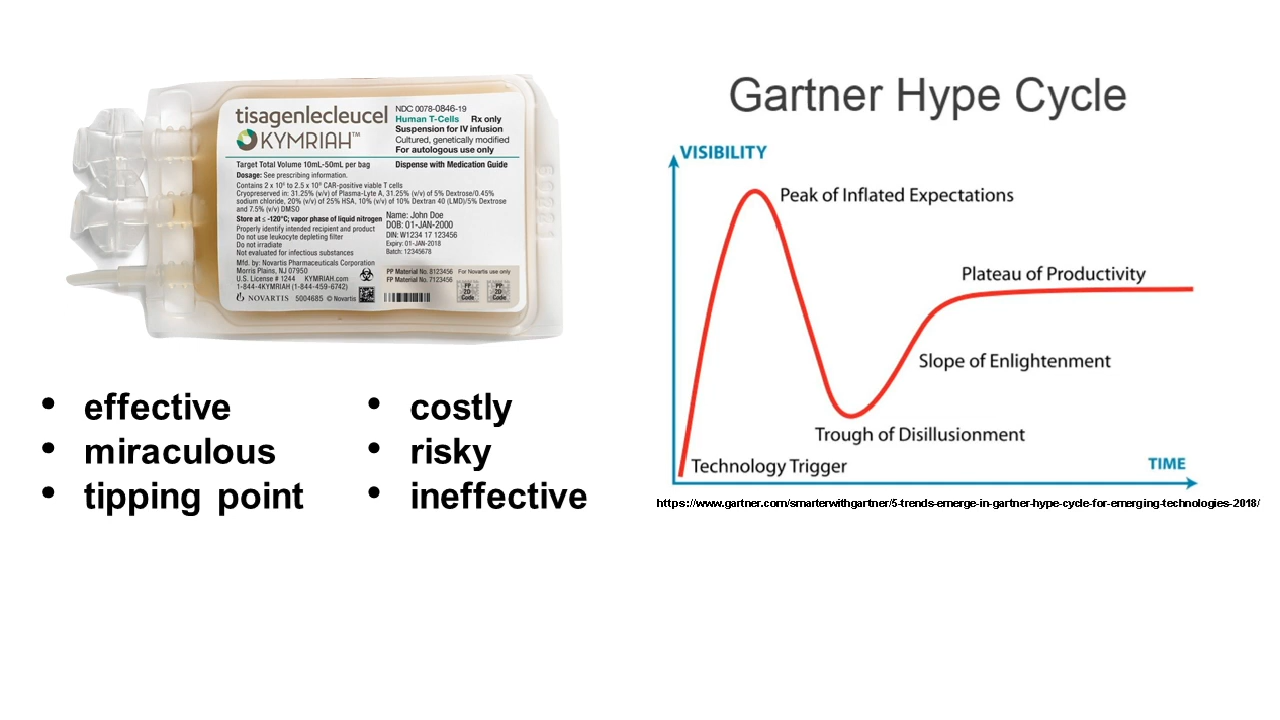 tisagenlecleucel
KYMRIAH™
NDC 0078-0846-19
Human T-Cells Rx only
Suspension for IV infusion
Cultured, genetically modified
For autologous use only
Target Total Volume 10mL-50mL per bag
Dispense with Medication Guide
Dosage: See prescribing information.
Contains 2 x 10⁶ to 2.5 x 10⁸ CAR-positive viable T cells
Cryopreserved in: 31.25% (v/v) of Plasma-Lyte A, 31.25% (v/v) of 5% Dextrose/0.45%
sodium chloride, 20% (v/v) of 25% HSA, 10% (v/v) of 10% Dextran 40 (LMD)/5% Dextrose
and 7.5% (v/v) DMSO
Store at ≤ -120°C; vapor phase of liquid nitrogen
Properly identify intended recipient and product
Do not use leukocyte depleting filter
Do not irradiate
Not evaluated for infectious substances
Name: John Doe
DOB: 01-JAN-2000
DIN: W1234 17 123456
Expiry: 01-JAN-2018
Batch: 12345678
Mfd. by: Novartis Pharmaceuticals Corporation
Morris Plains, NJ 07950
U.S. License # 1244 KYMRIAH.com
1-844-4KYMRIAH (1-844-459-6742)
NOVARTIS 5004685 © Novartis
PP Material No. 8123456 For Novartis use only
FP Material No. 7123456
PP
2D
Code
PP
2D
Code
• effective
• miraculous
• tipping point
• costly
• risky
• ineffective
Gartner Hype Cycle
VISIBILITY
Peak of Inflated Expectations
Plateau of Productivity
Slope of Enlightenment
Trough of Disillusionment
Technology Trigger
TIME
https://www.gartner.com/smarterwithgartner/5-trends-emerge-in-gartner-hype-cycle-for-emerging-technologies-2018/